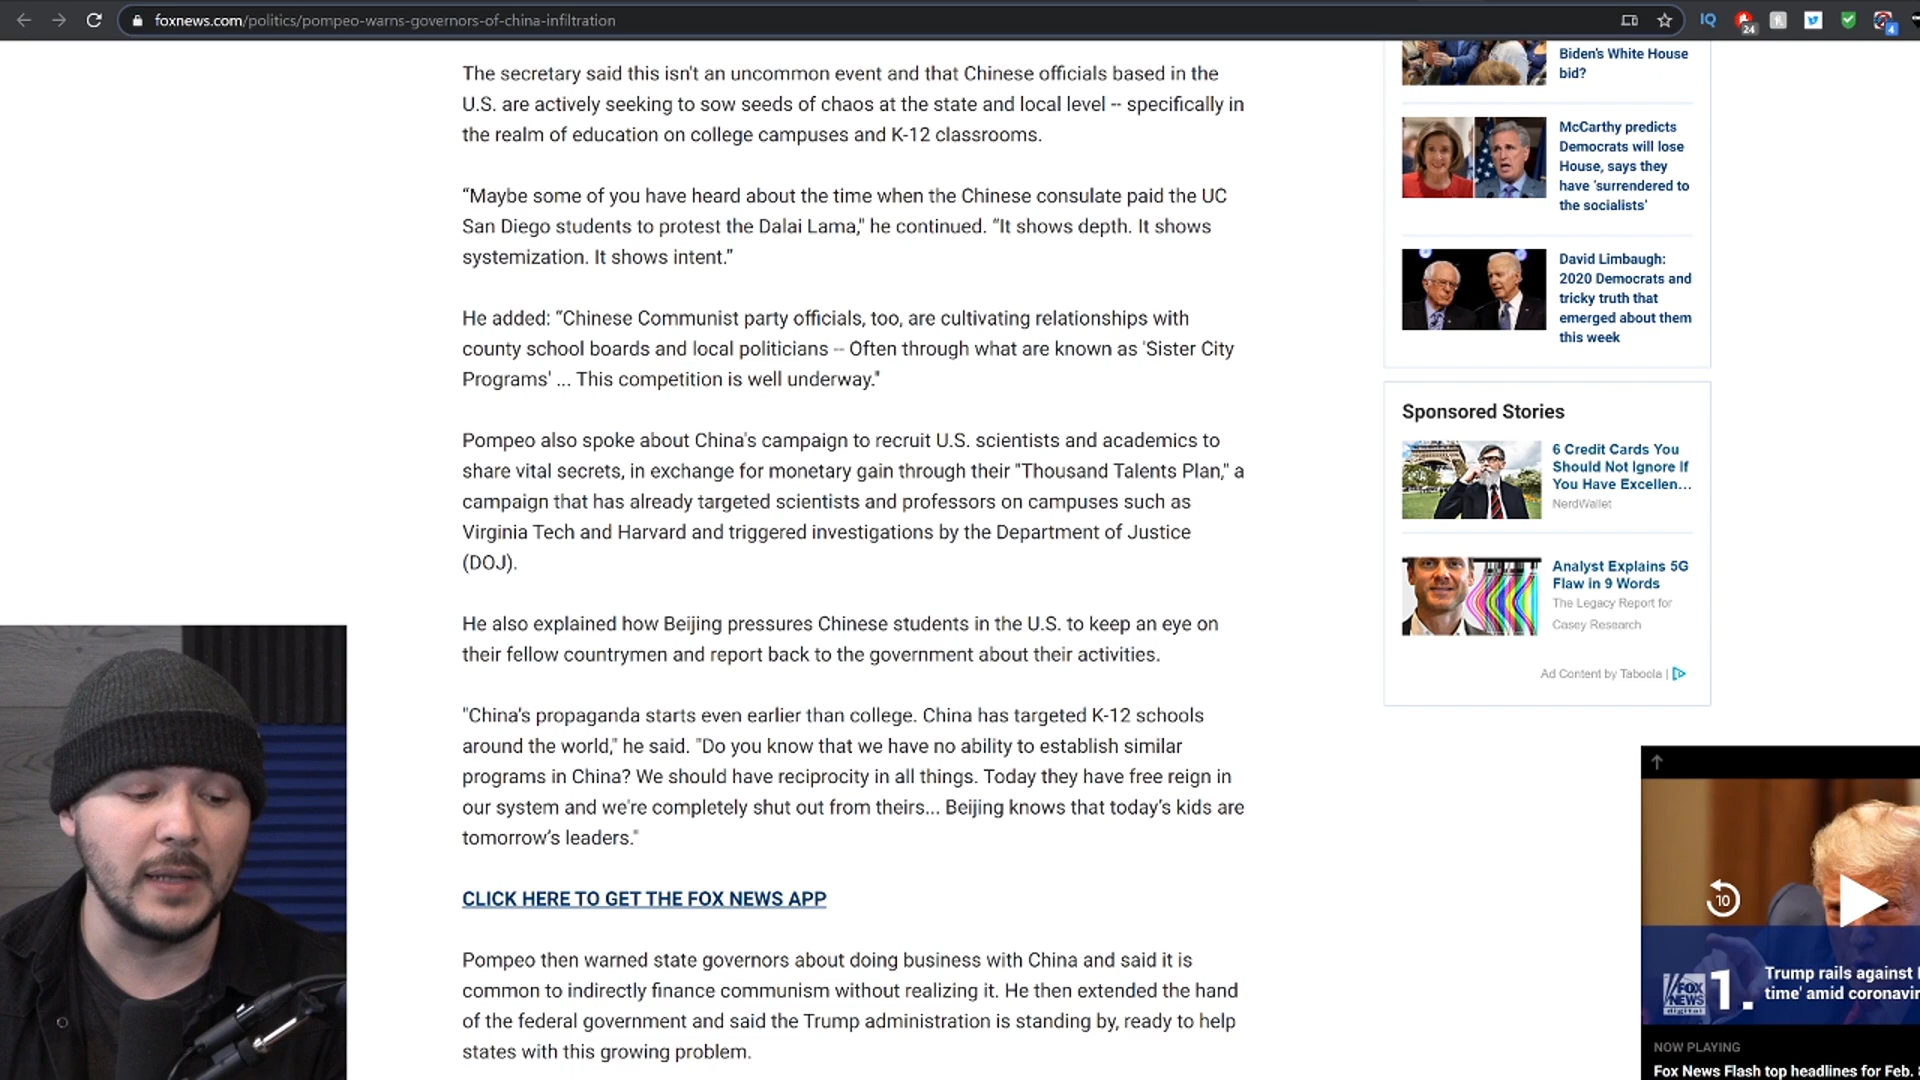 foxnews.com/politics/pompeo-warns-governors-of-china-infiltration
IQ
24
4
The secretary said this isn't an uncommon event and that Chinese officials based in the
U.S. are actively seeking to sow seeds of chaos at the state and local level -- specifically in
the realm of education on college campuses and K-12 classrooms.
“Maybe some of you have heard about the time when the Chinese consulate paid the UC
San Diego students to protest the Dalai Lama," he continued. “It shows depth. It shows
systemization. It shows intent.”
He added: “Chinese Communist party officials, too, are cultivating relationships with
county school boards and local politicians -- Often through what are known as 'Sister City
Programs' ... This competition is well underway."
Pompeo also spoke about China's campaign to recruit U.S. scientists and academics to
share vital secrets, in exchange for monetary gain through their "Thousand Talents Plan," a
campaign that has already targeted scientists and professors on campuses such as
Virginia Tech and Harvard and triggered investigations by the Department of Justice
(DOJ).
He also explained how Beijing pressures Chinese students in the U.S. to keep an eye on
their fellow countrymen and report back to the government about their activities.
"China’s propaganda starts even earlier than college. China has targeted K-12 schools
around the world," he said. "Do you know that we have no ability to establish similar
programs in China? We should have reciprocity in all things. Today they have free reign in
our system and we're completely shut out from theirs... Beijing knows that today’s kids are
tomorrow’s leaders."
CLICK HERE TO GET THE FOX NEWS APP
Pompeo then warned state governors about doing business with China and said it is
common to indirectly finance communism without realizing it. He then extended the hand
of the federal government and said the Trump administration is standing by, ready to help
states with this growing problem.
Biden's White House
bid?
McCarthy predicts
Democrats will lose
House, says they
have 'surrendered to
the socialists'
David Limbaugh:
2020 Democrats and
tricky truth that
emerged about them
this week
Sponsored Stories
6 Credit Cards You
Should Not Ignore If
You Have Excellen...
NerdWallet
Analyst Explains 5G
Flaw in 9 Words
The Legacy Report for
Casey Research
Ad Content by Taboola |
10
FOX
NEWS
digital
1.
Trump rails against
time' amid coronavir
NOW PLAYING
Fox News Flash top headlines for Feb.